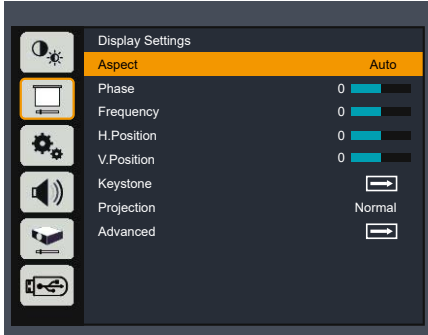 Display Settings
Aspect Auto
Phase 0
Frequency 0
H.Position 0
V.Position 0
Keystone
Projection Normal
Advanced